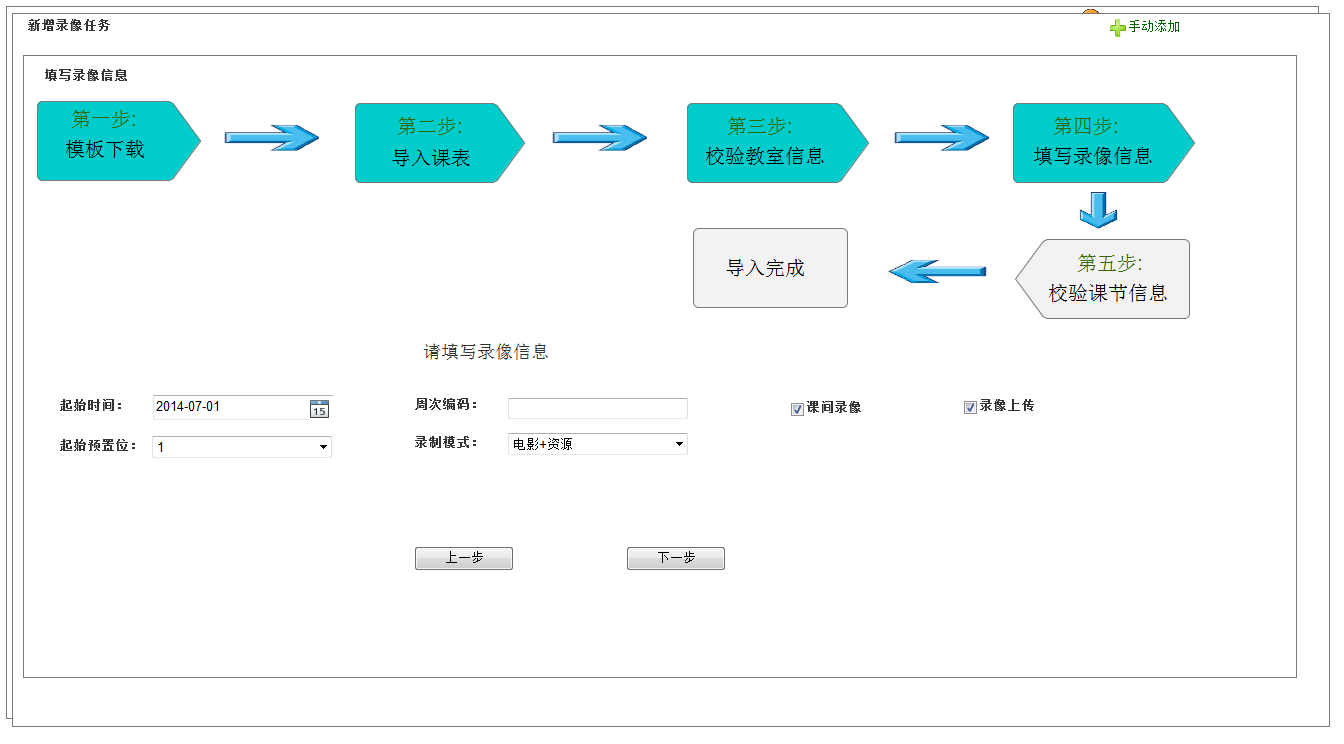 新增录像任务
手动添加
填写录像信息
第一步:
模板下载
第二步:
导入课表
第三步:
校验教室信息
第四步:
填写录像信息
第五步:
校验课节信息
导入完成
请填写录像信息
起始时间：
2014-07-01
15
周次编码：
课间录像
录像上传
起始预置位：
1
录制模式：
电影+资源
上一步
下一步